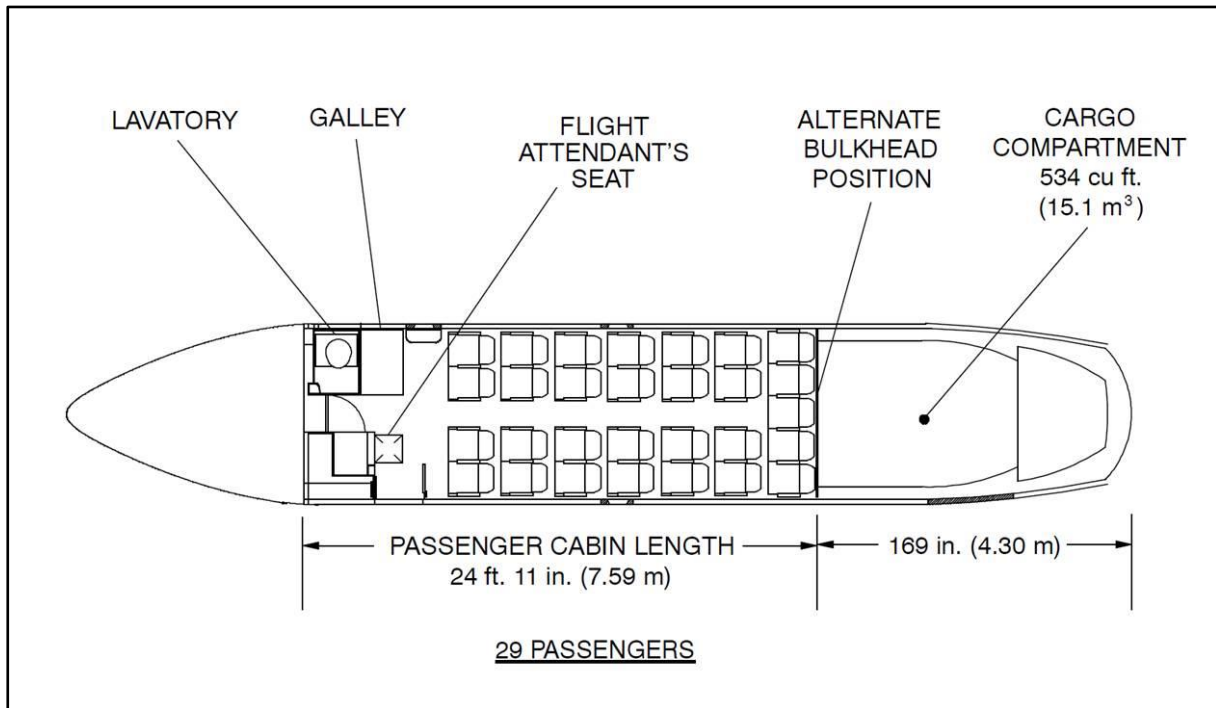 LAVATORY
GALLEY
FLIGHT
ATTENDANT'S
SEAT
ALTERNATE
BULKHEAD
POSITION
CARGO
COMPARTMENT
534 cu ft.
(15.1 m³)
PASSENGER CABIN LENGTH
24 ft. 11 in. (7.59 m)
169 in. (4.30 m)
29 PASSENGERS